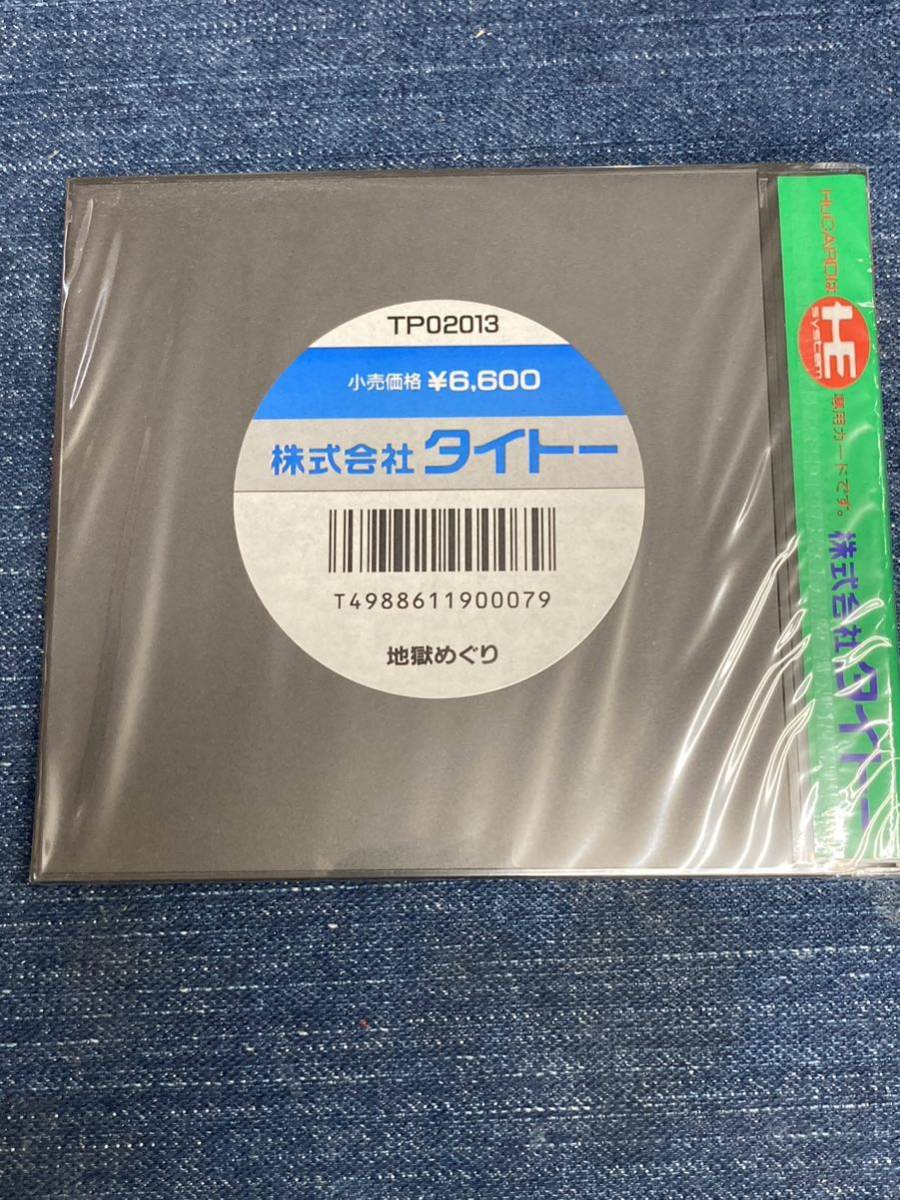 TP02013
小売価格 ¥6,600
株式会社 タイトー
T4988611900079
地獄めぐり
HuCARDは HE system 専用カードです。 株式会社 タイトー